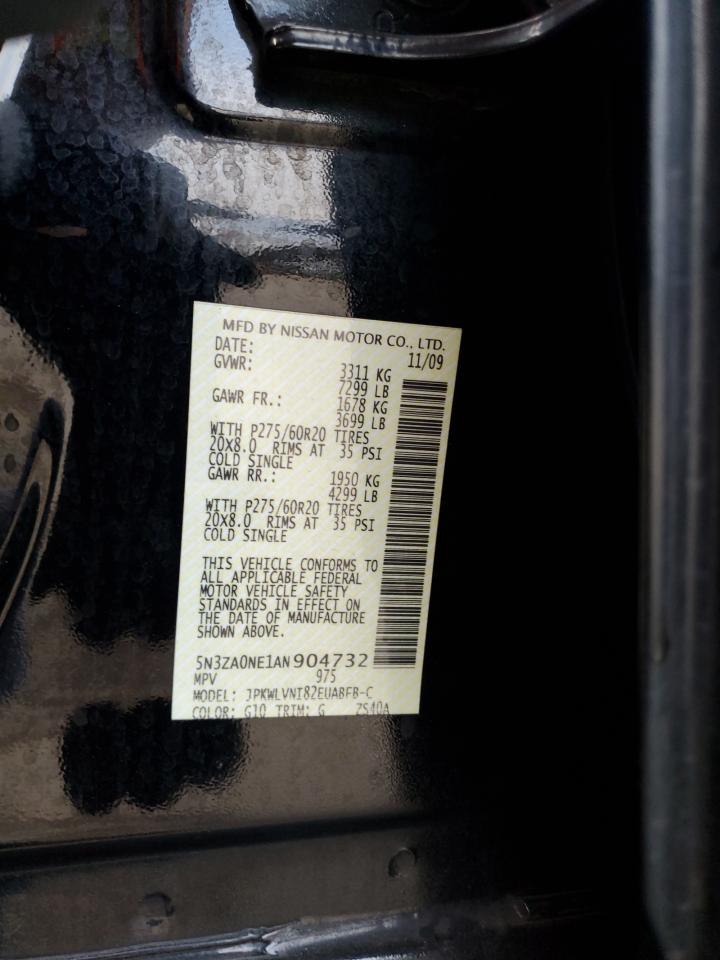 MFD BY NISSAN MOTOR CO., LTD.
DATE: 11/09
GVWR: 3311 KG
7299 LB
GAWR FR.: 1678 KG
3699 LB
WITH P275/60R20 TIRES
20X8.0 RIMS AT 35 PSI
COLD SINGLE
GAWR RR.: 1950 KG
4299 LB
WITH P275/60R20 TIRES
20X8.0 RIMS AT 35 PSI
COLD SINGLE
THIS VEHICLE CONFORMS TO
ALL APPLICABLE FEDERAL
MOTOR VEHICLE SAFETY
STANDARDS IN EFFECT ON
THE DATE OF MANUFACTURE
SHOWN ABOVE.
5N3ZA0NE1AN904732
MPV 975
MODEL: JPKWLVN182EUABFB-C
COLOR: G10 TRIM: G ZS40A